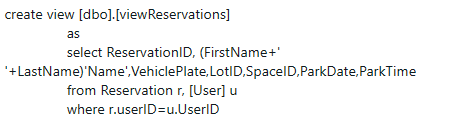 create view [dbo].[viewReservations]
as
select ReservationID, (FirstName+'
'+LastName)'Name',VehiclePlate,LotID,SpaceID,ParkDate,ParkTime
from Reservation r, [User] u
where r.userID=u.UserID